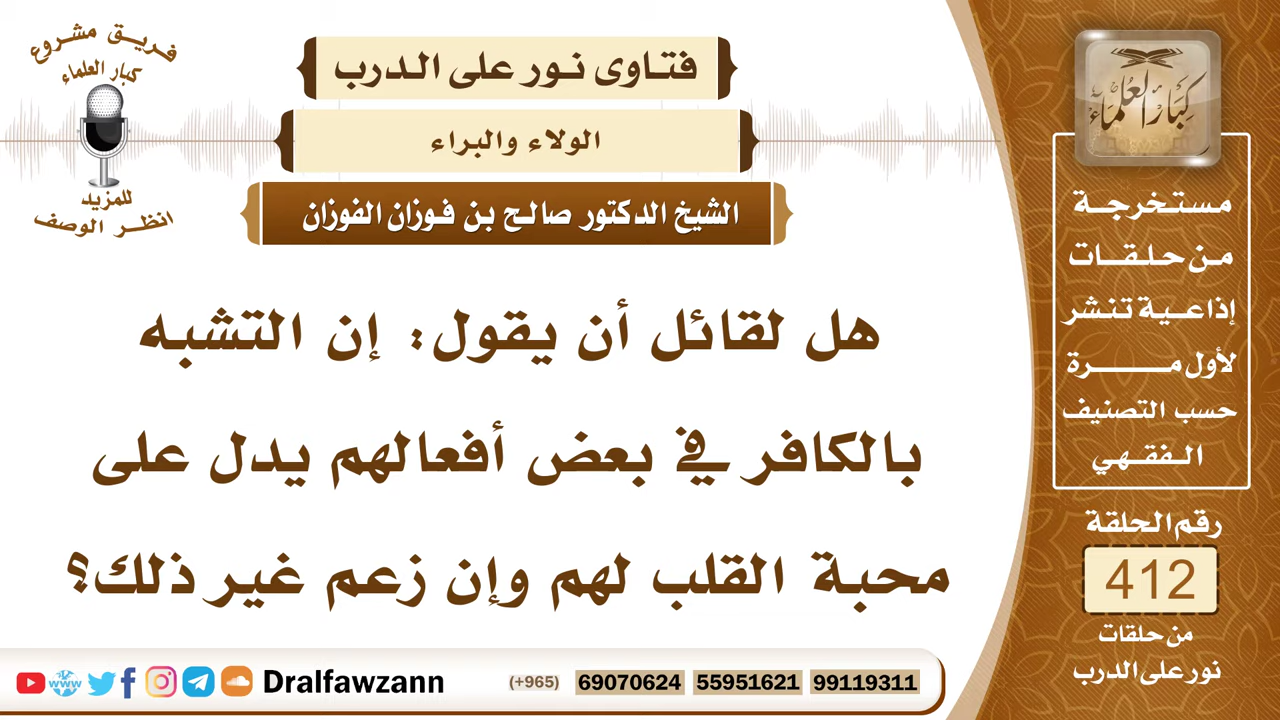 فريق مشروع
كبار العلماء
للمزيد
انظر الوصف
فتاوى نور على الدرب
الولاء والبراء
الشيخ الدكتور صالح بن فوزان الفوزان
هل لقائل أن يقول: إن التشبه
بالكافر في بعض أفعالهم يدل على
محبة القلب لهم وإن زعم غير ذلك؟
كبار العلماء
مستخرجة
من حلقات
إذاعية تنشر
لأول مرة
حسب التصنيف
الفقهي
رقم الحلقة
412
من حلقات
نور على الدرب
www Dralfawzann (+965) 69070624 55951621 99119311